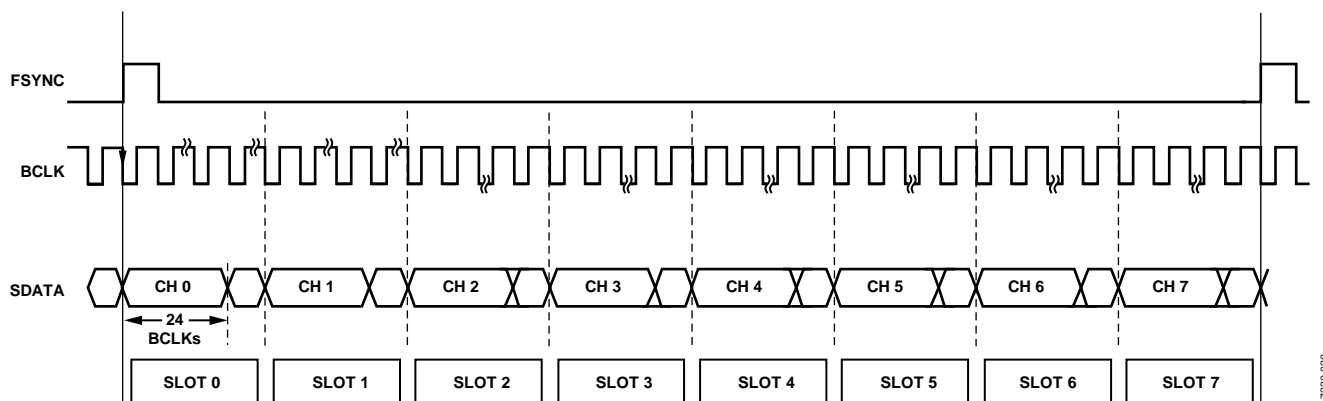 FSYNC
BCLK
SDATA
CH 0
CH 1
CH 2
CH 3
CH 4
CH 5
CH 6
CH 7
24
BCLKs
SLOT 0
SLOT 1
SLOT 2
SLOT 3
SLOT 4
SLOT 5
SLOT 6
SLOT 7